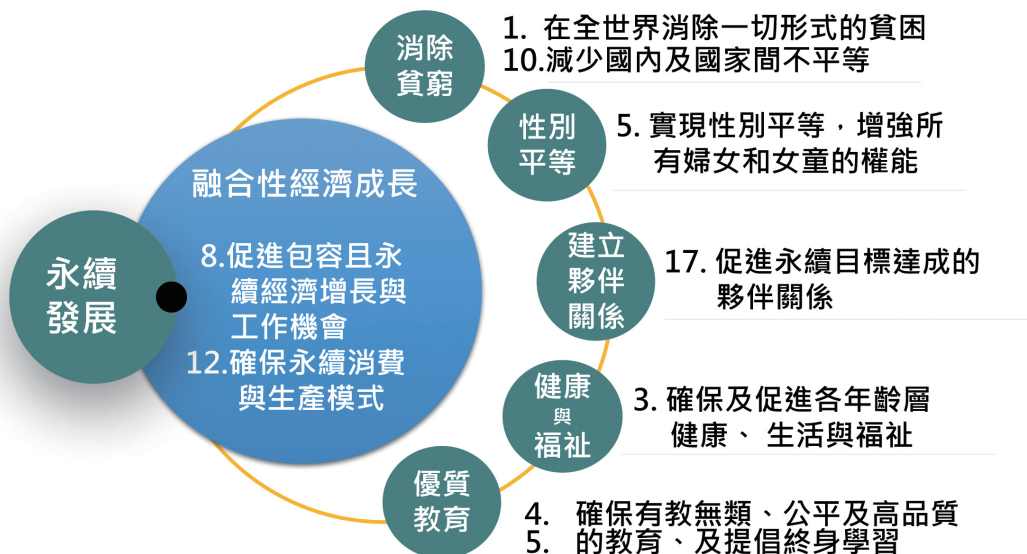 永續
發展
融合性經濟成長
8.促進包容且永
續經濟增長與
工作機會
12.確保永續消費
與生產模式
消除
貧窮
1. 在全世界消除一切形式的貧困
10.減少國內及國家間不平等
性別
平等
5. 實現性別平等,增強所
有婦女和女童的權能
建立
夥伴
關係
17. 促進永續目標達成的
夥伴關係
健康
與
福祉
3. 確保及促進各年齡層
健康、 生活與福祉
優質
教育
4. 確保有教無類、公平及高品質
5. 的教育、及提倡終身學習